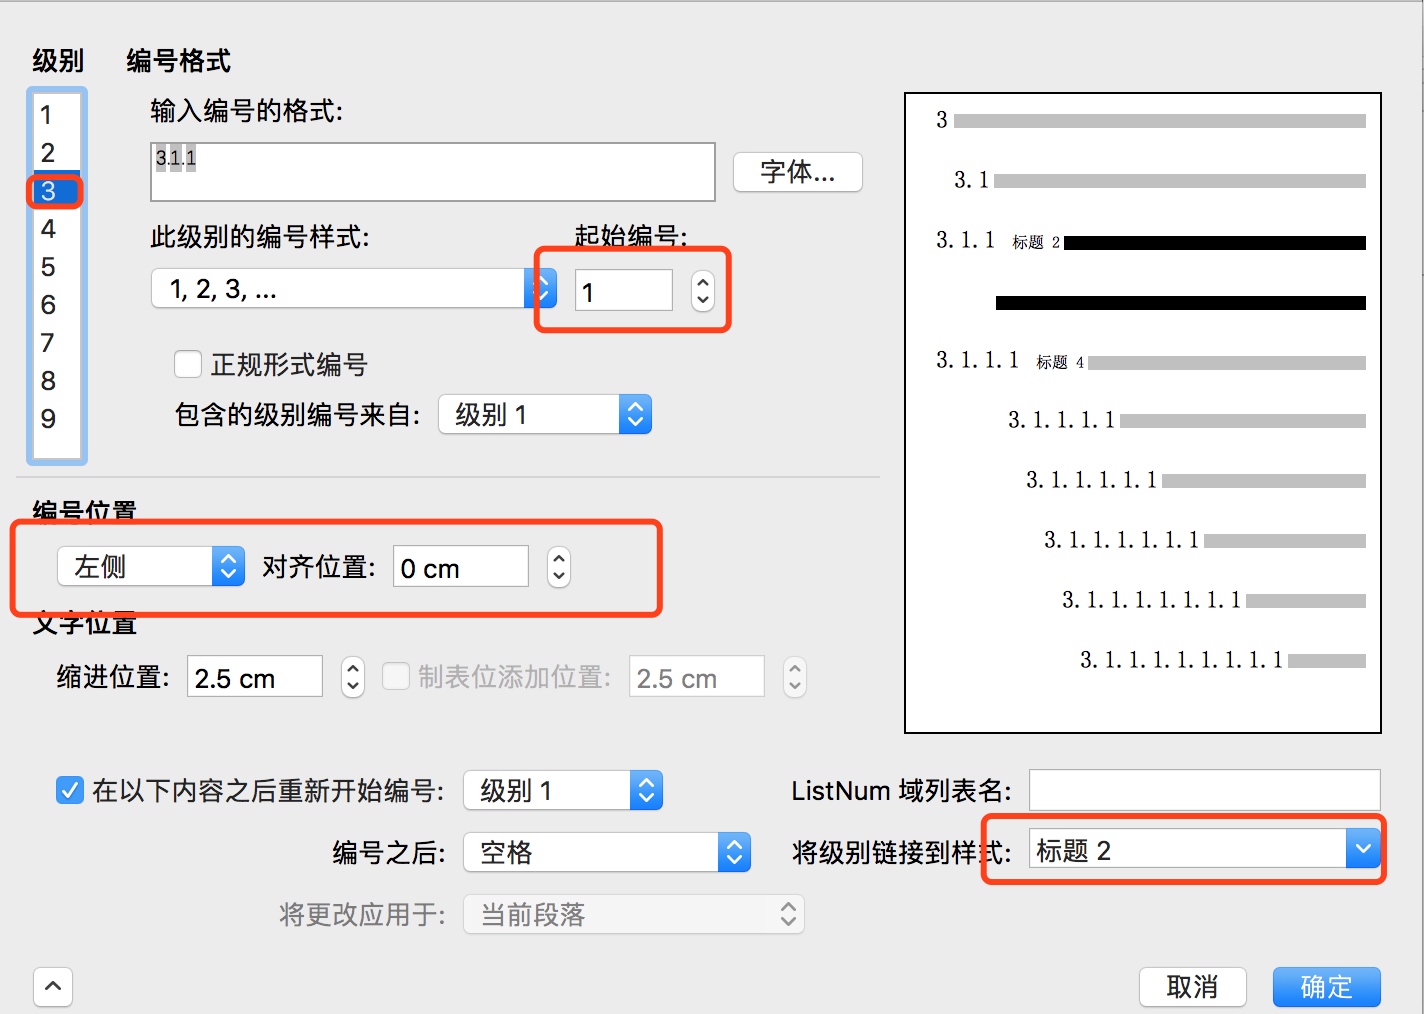 级别
编号格式
1
2
3
4
5
6
7
8
9
输入编号的格式:
3.1.1
字体...
此级别的编号样式:
起始编号:
1, 2, 3, ...
1
正规形式编号
包含的级别编号来自:
级别 1
编号位置
左侧
对齐位置:
0 cm
文字位置
缩进位置:
2.5 cm
制表位添加位置:
2.5 cm
3
3.1
3.1.1 标题 2
3.1.1.1 标题 4
3.1.1.1.1
3.1.1.1.1.1
3.1.1.1.1.1.1
3.1.1.1.1.1.1.1
3.1.1.1.1.1.1.1.1
在以下内容之后重新开始编号:
级别 1
ListNum 域列表名:
编号之后:
空格
将级别链接到样式:
标题 2
将更改应用于:
当前段落
取消
确定